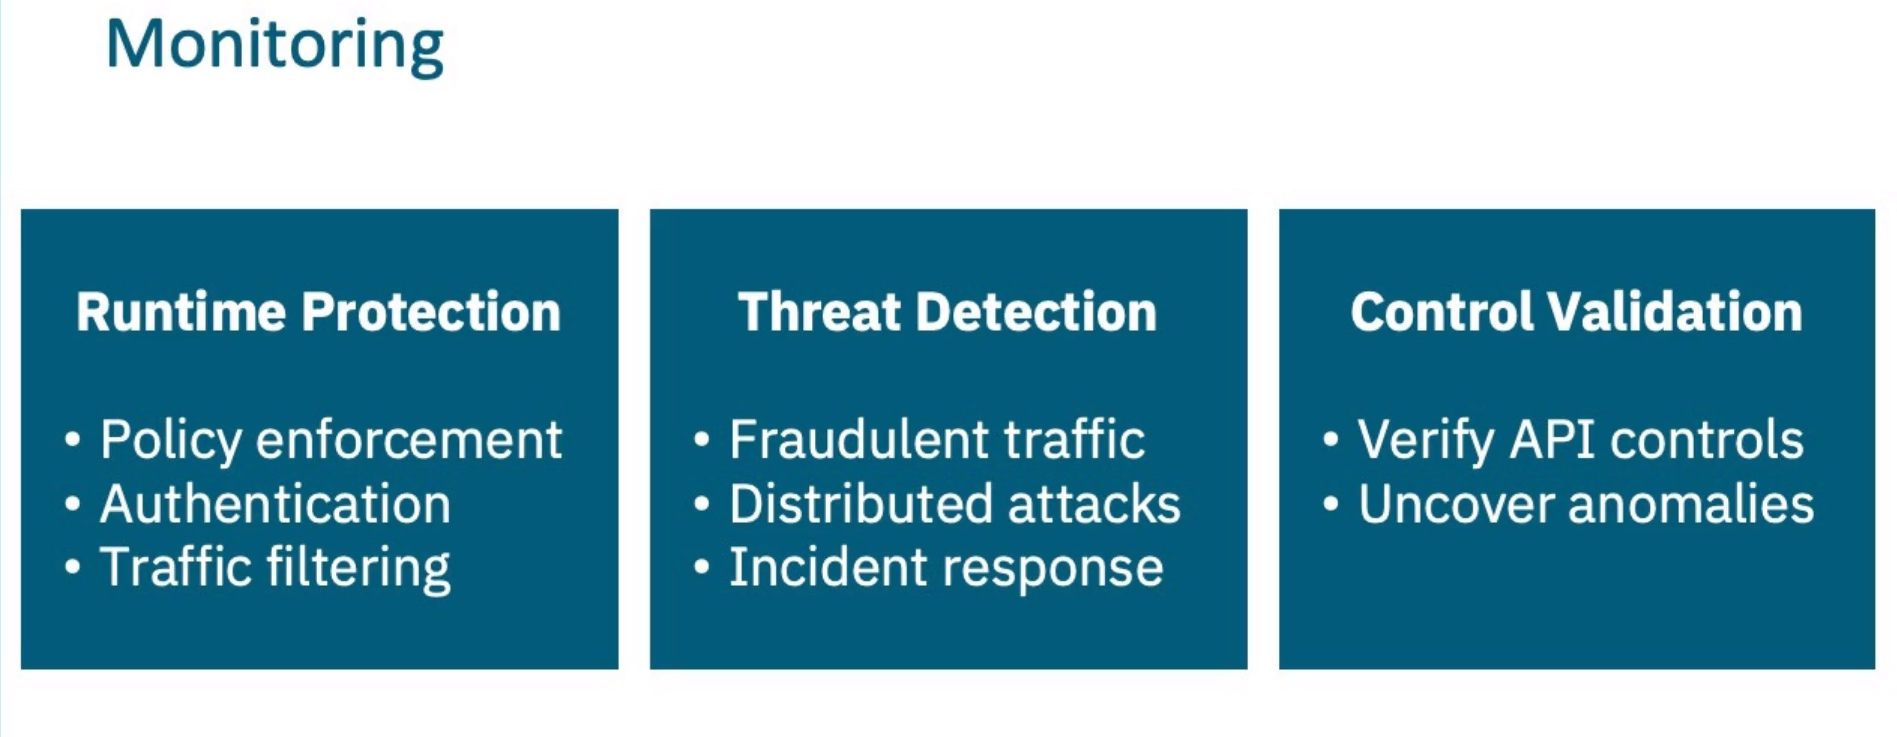 Monitoring
Runtime Protection
• Policy enforcement
• Authentication
• Traffic filtering
Threat Detection
• Fraudulent traffic
• Distributed attacks
• Incident response
Control Validation
• Verify API controls
• Uncover anomalies